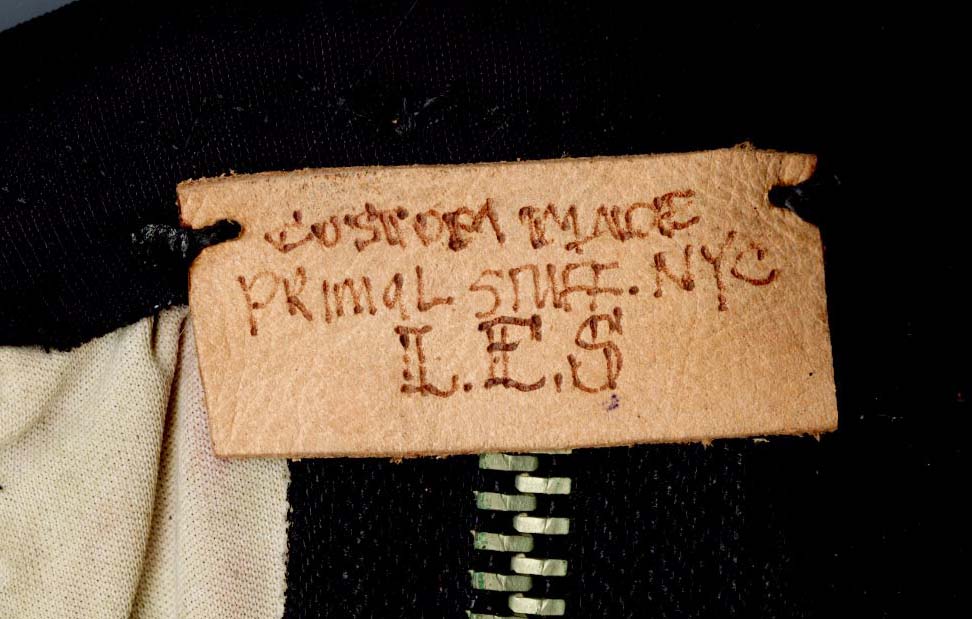 CUSTOM MADE
PRIMAL STUFF. NYC
L.E.S